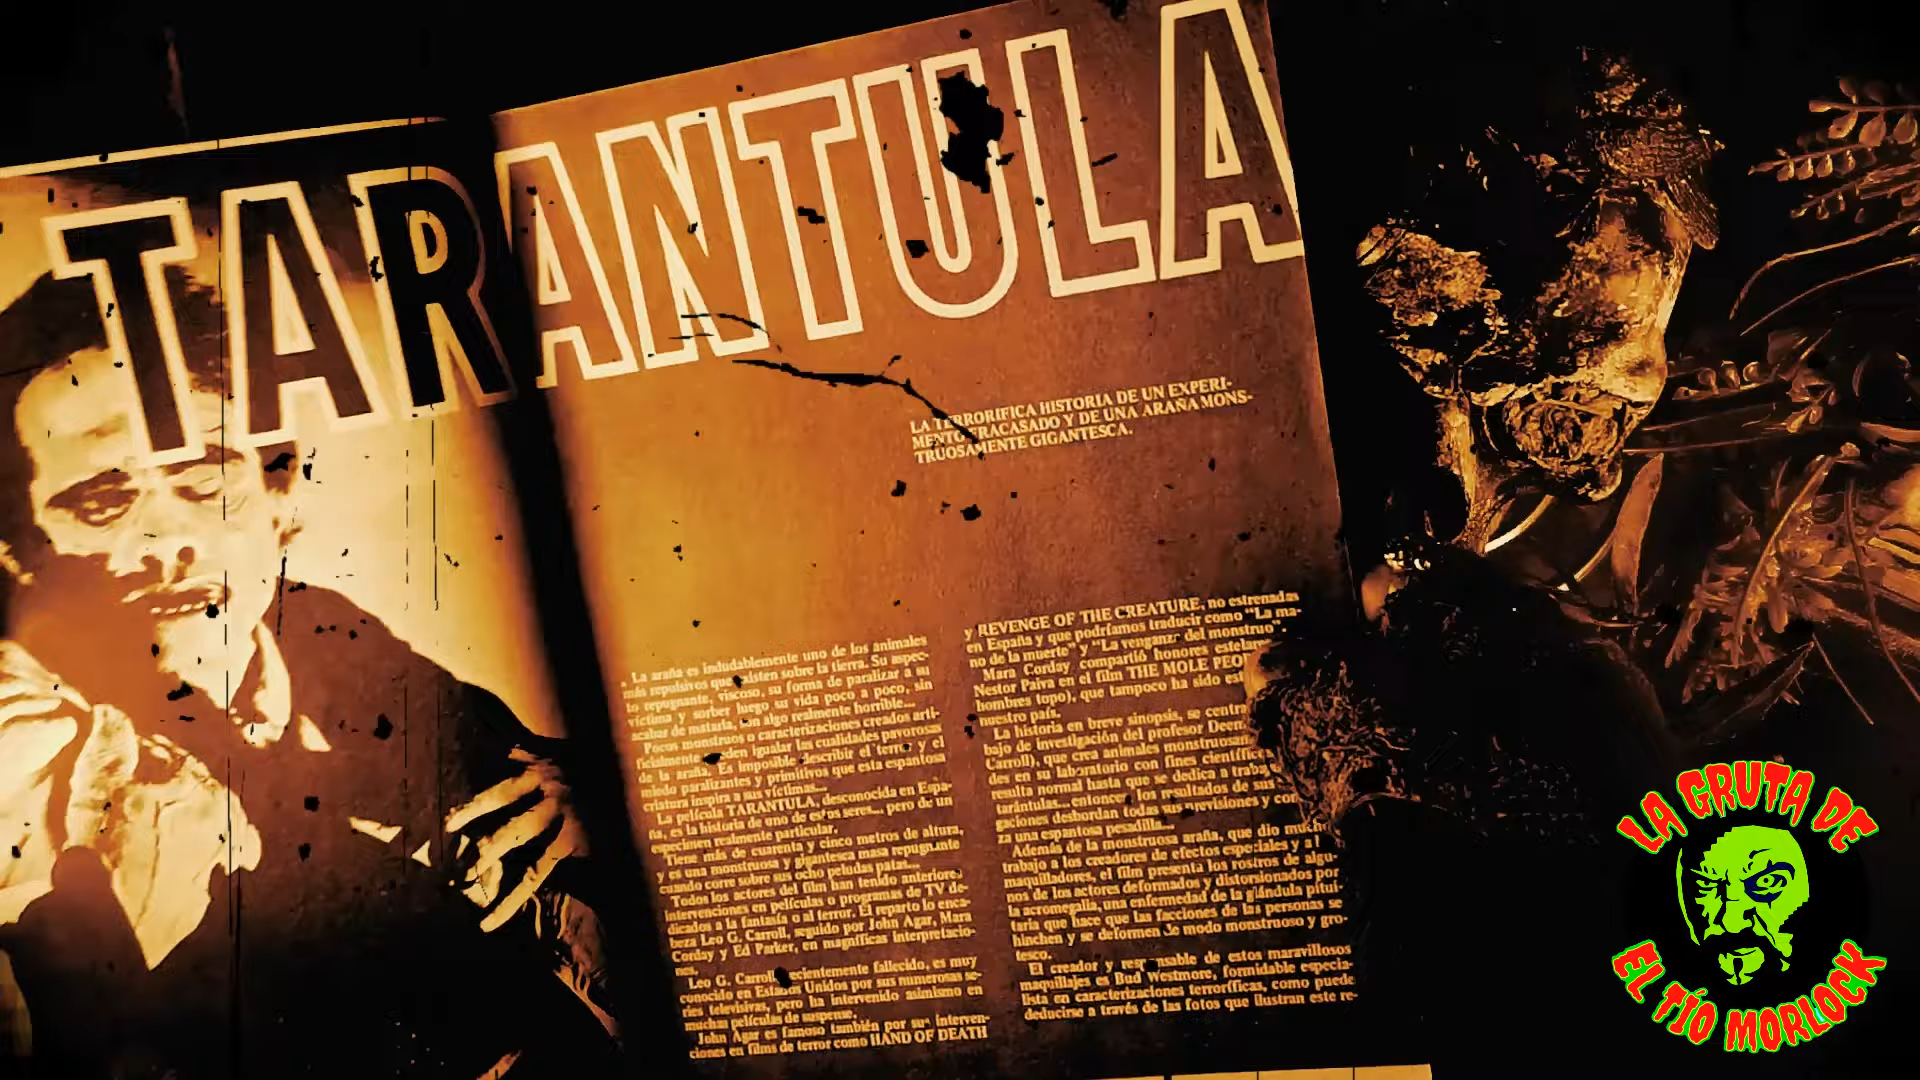 TARANTULA
LA TERRORIFICA HISTORIA DE UN EXPERI-
MENTO FRACASADO Y DE UNA ARAÑA MONS-
TRUOSAMENTE GIGANTESCA.
La araña es indudablemente uno de los animales
más repulsivos que existen sobre la tierra. Su aspec-
to repugnante, viscoso, su forma de paralizar a su
víctima y sorber luego su vida poco a poco, sin
acabar de matarla, son algo realmente horrible...
Pocos monstruos o caracterizaciones creados arti-
ficialmente pueden igualar las cualidades pavorosas
de la araña. Es imposible describir el terror y el
miedo paralizantes y primitivos que esta espantosa
criatura inspira a sus víctimas...
La película TARANTULA, desconocida en Espa-
ña, es la historia de uno de estos seres... pero de un
especimen realmente particular.
Tiene más de cuarenta y cinco metros de altura,
y es una monstruosa y gigantesca masa repugnante
cuando corre sobre sus ocho peludas patas...
Todos los actores del film han tenido anteriores
intervenciones en películas o programas de TV de-
dicados a la fantasía o al terror. El reparto lo enca-
beza Leo G. Carroll, seguido por John Agar, Mara
Corday y Ed Parker, en magníficas interpretacio-
nes.
Leo G. Carroll, recientemente fallecido, es muy
conocido en Estados Unidos por sus numerosas se-
ries televisivas, pero ha intervenido asimismo en
muchas películas de suspense.
John Agar es famoso también por sus interven-
ciones en films de terror como HAND OF DEATH
y REVENGE OF THE CREATURE, no estrenadas
en España y que podríamos traducir como "La ma-
no de la muerte" y "La venganza del monstruo".
Mara Corday compartió honores estelar
Nestor Paiva en el film THE MOLE PEOP
hombres topo), que tampoco ha sido est
nuestro país.
La historia en breve sinopsis, se centra
bajo de investigación del profesor Deem
Carroll), que crea animales monstruosam
des en su laboratorio con fines científic
resulta normal hasta que se dedica a trabaj
tarántulas... entonces los resultados de sus
gaciones desbordan todas sus previsiones y con
za una espantosa pesadilla...
Además de la monstruosa araña, que dio mucho
trabajo a los creadores de efectos especiales y a l
maquilladores, el film presenta los rostros de algu-
nos de los actores deformados y distorsionados por
la acromegalia, una enfermedad de la glándula pitui-
taria que hace que las facciones de las personas se
hinchen y se deformen de modo monstruoso y gro-
tesco.
El creador y responsable de estos maravillosos
maquillajes es Bud Westmore, formidable especia-
lista en caracterizaciones terroríficas, como puede
deducirse a través de las fotos que ilustran este re-
LA GRUTA DE
EL TÍO MORLOCK